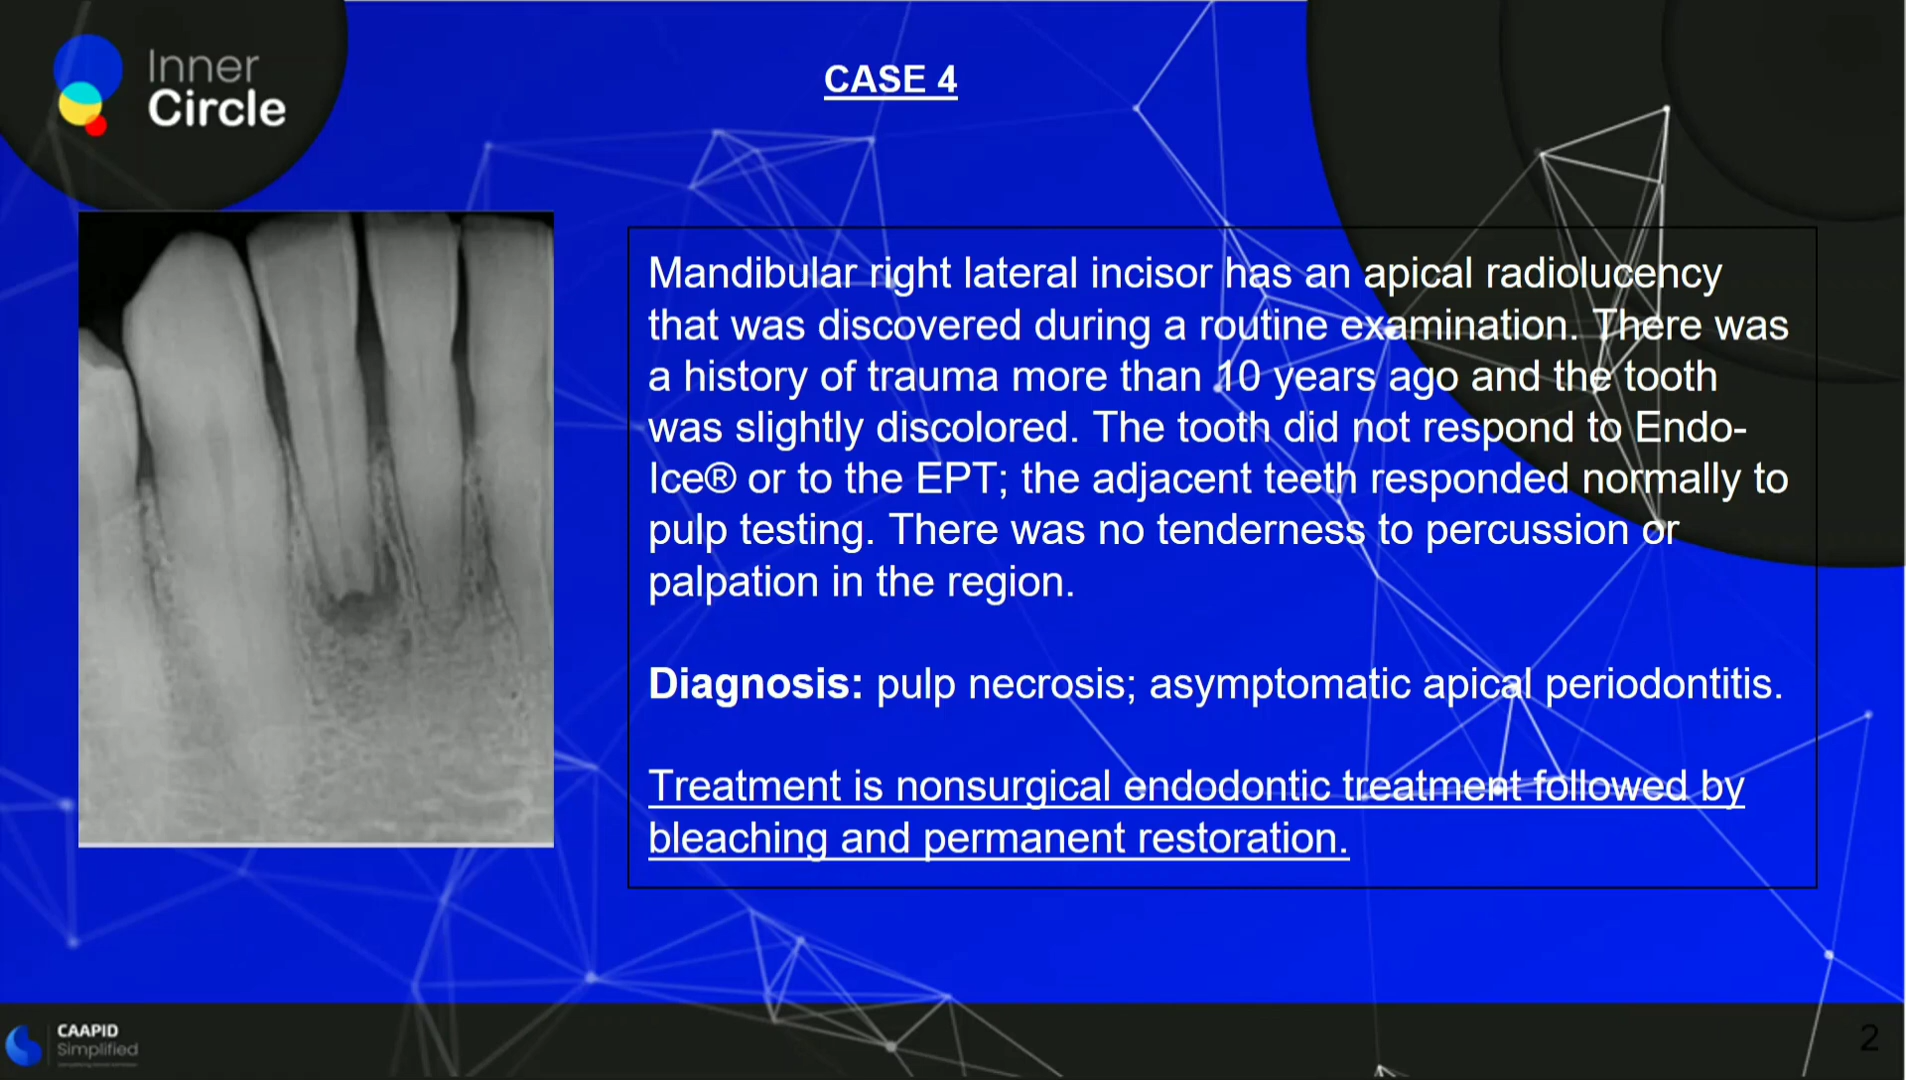 Inner
Circle
CASE 4
Mandibular right lateral incisor has an apical radiolucency
that was discovered during a routine examination. There was
a history of trauma more than 10 years ago and the tooth
was slightly discolored. The tooth did not respond to Endo-
Ice® or to the EPT; the adjacent teeth responded normally to
pulp testing. There was no tenderness to percussion or
palpation in the region.
Diagnosis: pulp necrosis; asymptomatic apical periodontitis.
Treatment is nonsurgical endodontic treatment followed by
bleaching and permanent restoration.
CAAPID
Simplified
2